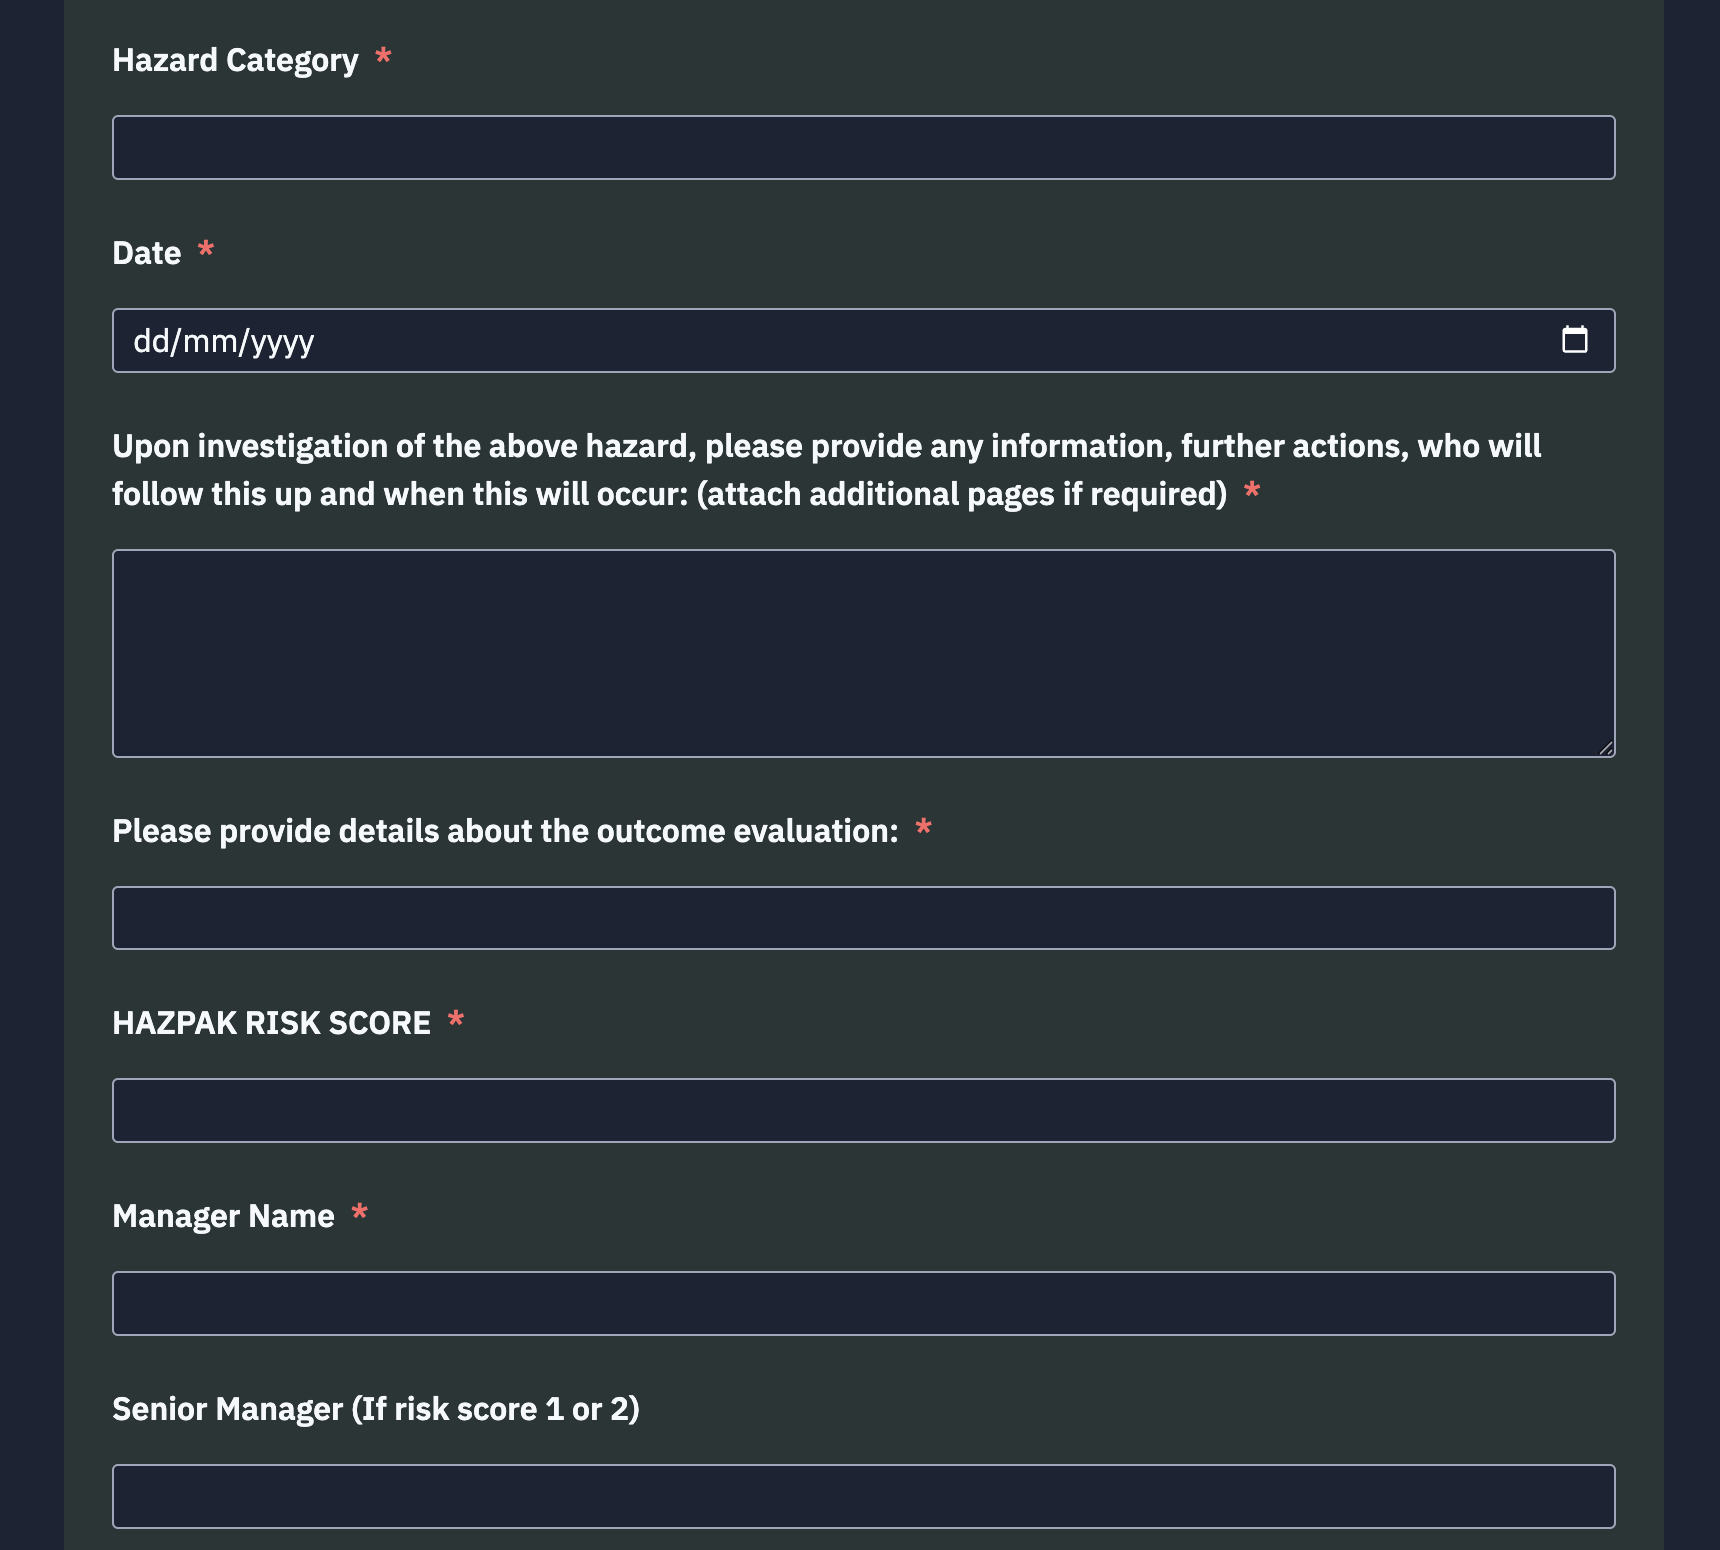 Hazard Category *
Date *
dd/mm/yyyy
Upon investigation of the above hazard, please provide any information, further actions, who will
follow this up and when this will occur: (attach additional pages if required) *
Please provide details about the outcome evaluation: *
HAZPAK RISK SCORE *
Manager Name *
Senior Manager (If risk score 1 or 2)